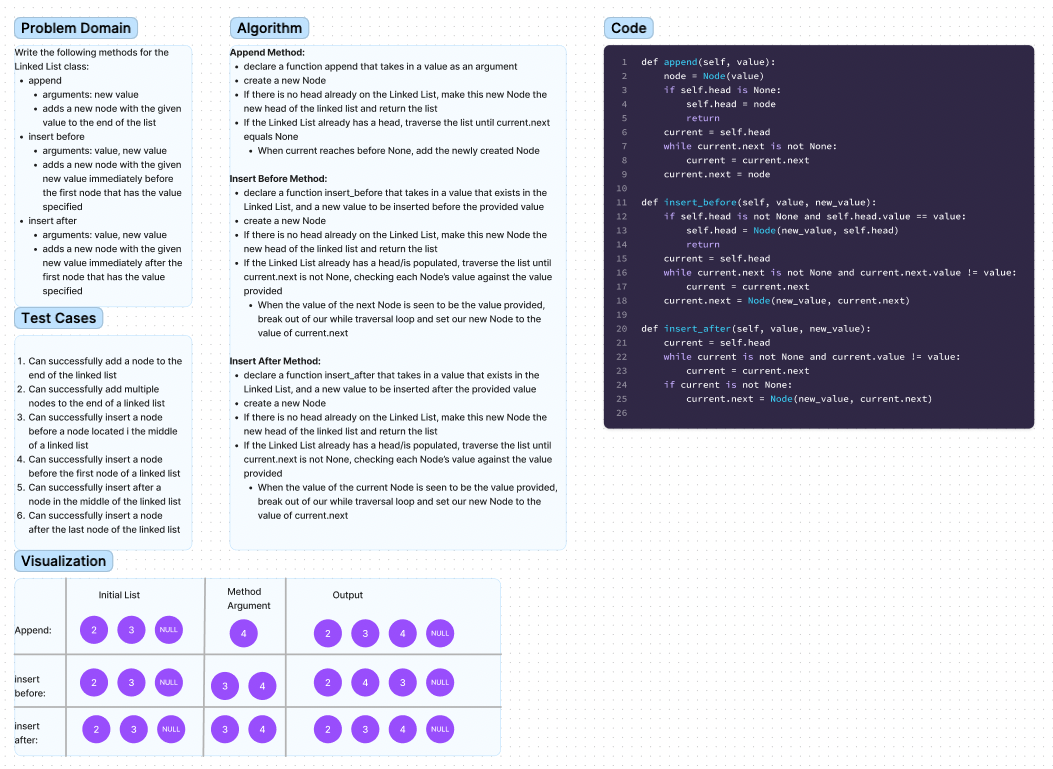 Problem Domain
Write the following methods for the
Linked List class:
• append
• arguments: new value
• adds a new node with the given
value to the end of the list
• insert before
• arguments: value, new value
• adds a new node with the given
new value immediately before
the first node that has the value
specified
• insert after
• arguments: value, new value
• adds a new node with the given
new value immediately after the
first node that has the value
specified
Test Cases
1. Can successfully add a node to the
end of the linked list
2. Can successfully add multiple
nodes to the end of a linked list
3. Can successfully insert a node
before a node located i the middle
of a linked list
4. Can successfully insert a node
before the first node of a linked list
5. Can successfully insert after a
node in the middle of the linked list
6. Can successfully insert a node
after the last node of the linked list
Algorithm
Append Method:
• declare a function append that takes in a value as an argument
• create a new Node
• If there is no head already on the Linked List, make this new Node the
new head of the linked list and return the list
• If the Linked List already has a head, traverse the list until current.next
equals None
• When current reaches before None, add the newly created Node
Insert Before Method:
• declare a function insert_before that takes in a value that exists in the
Linked List, and a new value to be inserted before the provided value
• create a new Node
• If there is no head already on the Linked List, make this new Node the
new head of the linked list and return the list
• If the Linked List already has a head/is populated, traverse the list until
current.next is not None, checking each Node's value against the value
provided
• When the value of the next Node is seen to be the value provided,
break out of our while traversal loop and set our new Node to the
value of current.next
Insert After Method:
• declare a function insert_after that takes in a value that exists in the
Linked List, and a new value to be inserted after the provided value
• create a new Node
• If there is no head already on the Linked List, make this new Node the
new head of the linked list and return the list
• If the Linked List already has a head/is populated, traverse the list until
current.next is not None, checking each Node's value against the value
provided
• When the value of the current Node is seen to be the value provided,
break out of our while traversal loop and set our new Node to the
value of current.next
Code
1 def append(self, value):
2 node = Node(value)
3 if self.head is None:
4 self.head = node
5 return
6 current = self.head
7 while current.next is not None:
8 current = current.next
9 current.next = node
10
11 def insert_before(self, value, new_value):
12 if self.head is not None and self.head.value == value:
13 self.head = Node(new_value, self.head)
14 return
15 current = self.head
16 while current.next is not None and current.next.value != value:
17 current = current.next
18 current.next = Node(new_value, current.next)
19
20 def insert_after(self, value, new_value):
21 current = self.head
22 while current is not None and current.value != value:
23 current = current.next
24 if current is not None:
25 current.next = Node(new_value, current.next)
26
Visualization
Initial List
Method
Argument
Output
Append:
2 3 NULL
4
2 3 4 NULL
insert
before:
2 3 NULL
3 4
2 4 3 NULL
insert
after:
2 3 NULL
3 4
2 3 4 NULL